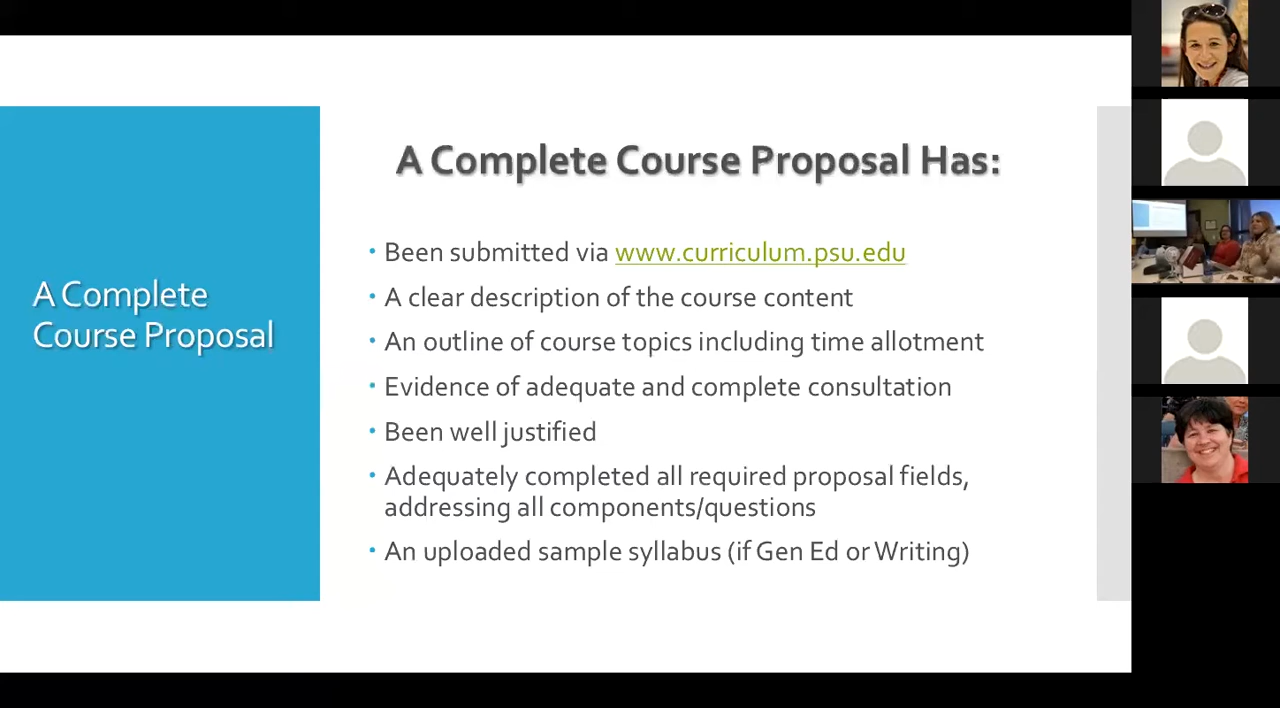 A Complete
Course Proposal
A Complete Course Proposal Has:
• Been submitted via www.curriculum.psu.edu
• A clear description of the course content
• An outline of course topics including time allotment
• Evidence of adequate and complete consultation
• Been well justified
• Adequately completed all required proposal fields,
addressing all components/questions
• An uploaded sample syllabus (if Gen Ed or Writing)